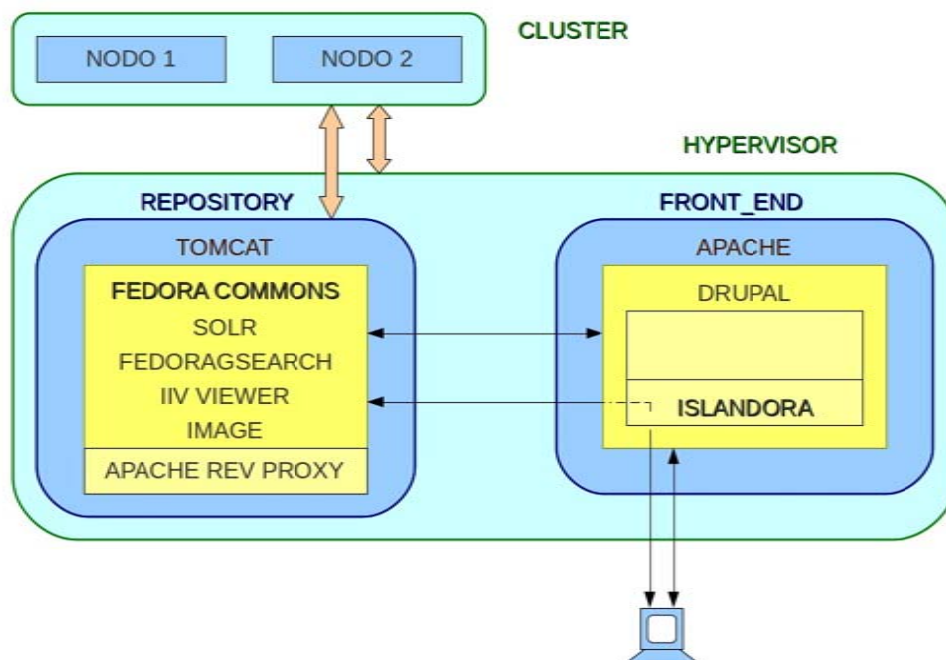 CLUSTER
NODO 1
NODO 2
HYPERVISOR
REPOSITORY
TOMCAT
FEDORA COMMONS
SOLR
FEDORAGSEARCH
IIV VIEWER
IMAGE
APACHE REV PROXY
FRONT_END
APACHE
DRUPAL
ISLANDORA